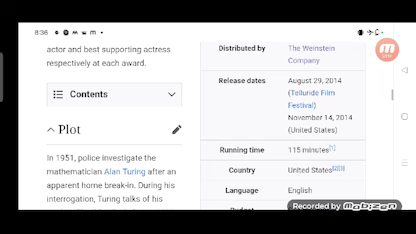 8:36
actor and best supporting actress
respectively at each award.
Contents
Plot
In 1951, police investigate the
mathematician Alan Turing after an
apparent home break-in. During his
interrogation, Turing talks of his
Distributed by The Weinstein
Company
Release dates August 29, 2014
(Telluride Film
Festival)
November 14, 2014
(United States)
Running time 115 minutes[1]
Country United States[2][3]
Language English
Budget
Recorded by Mobizen